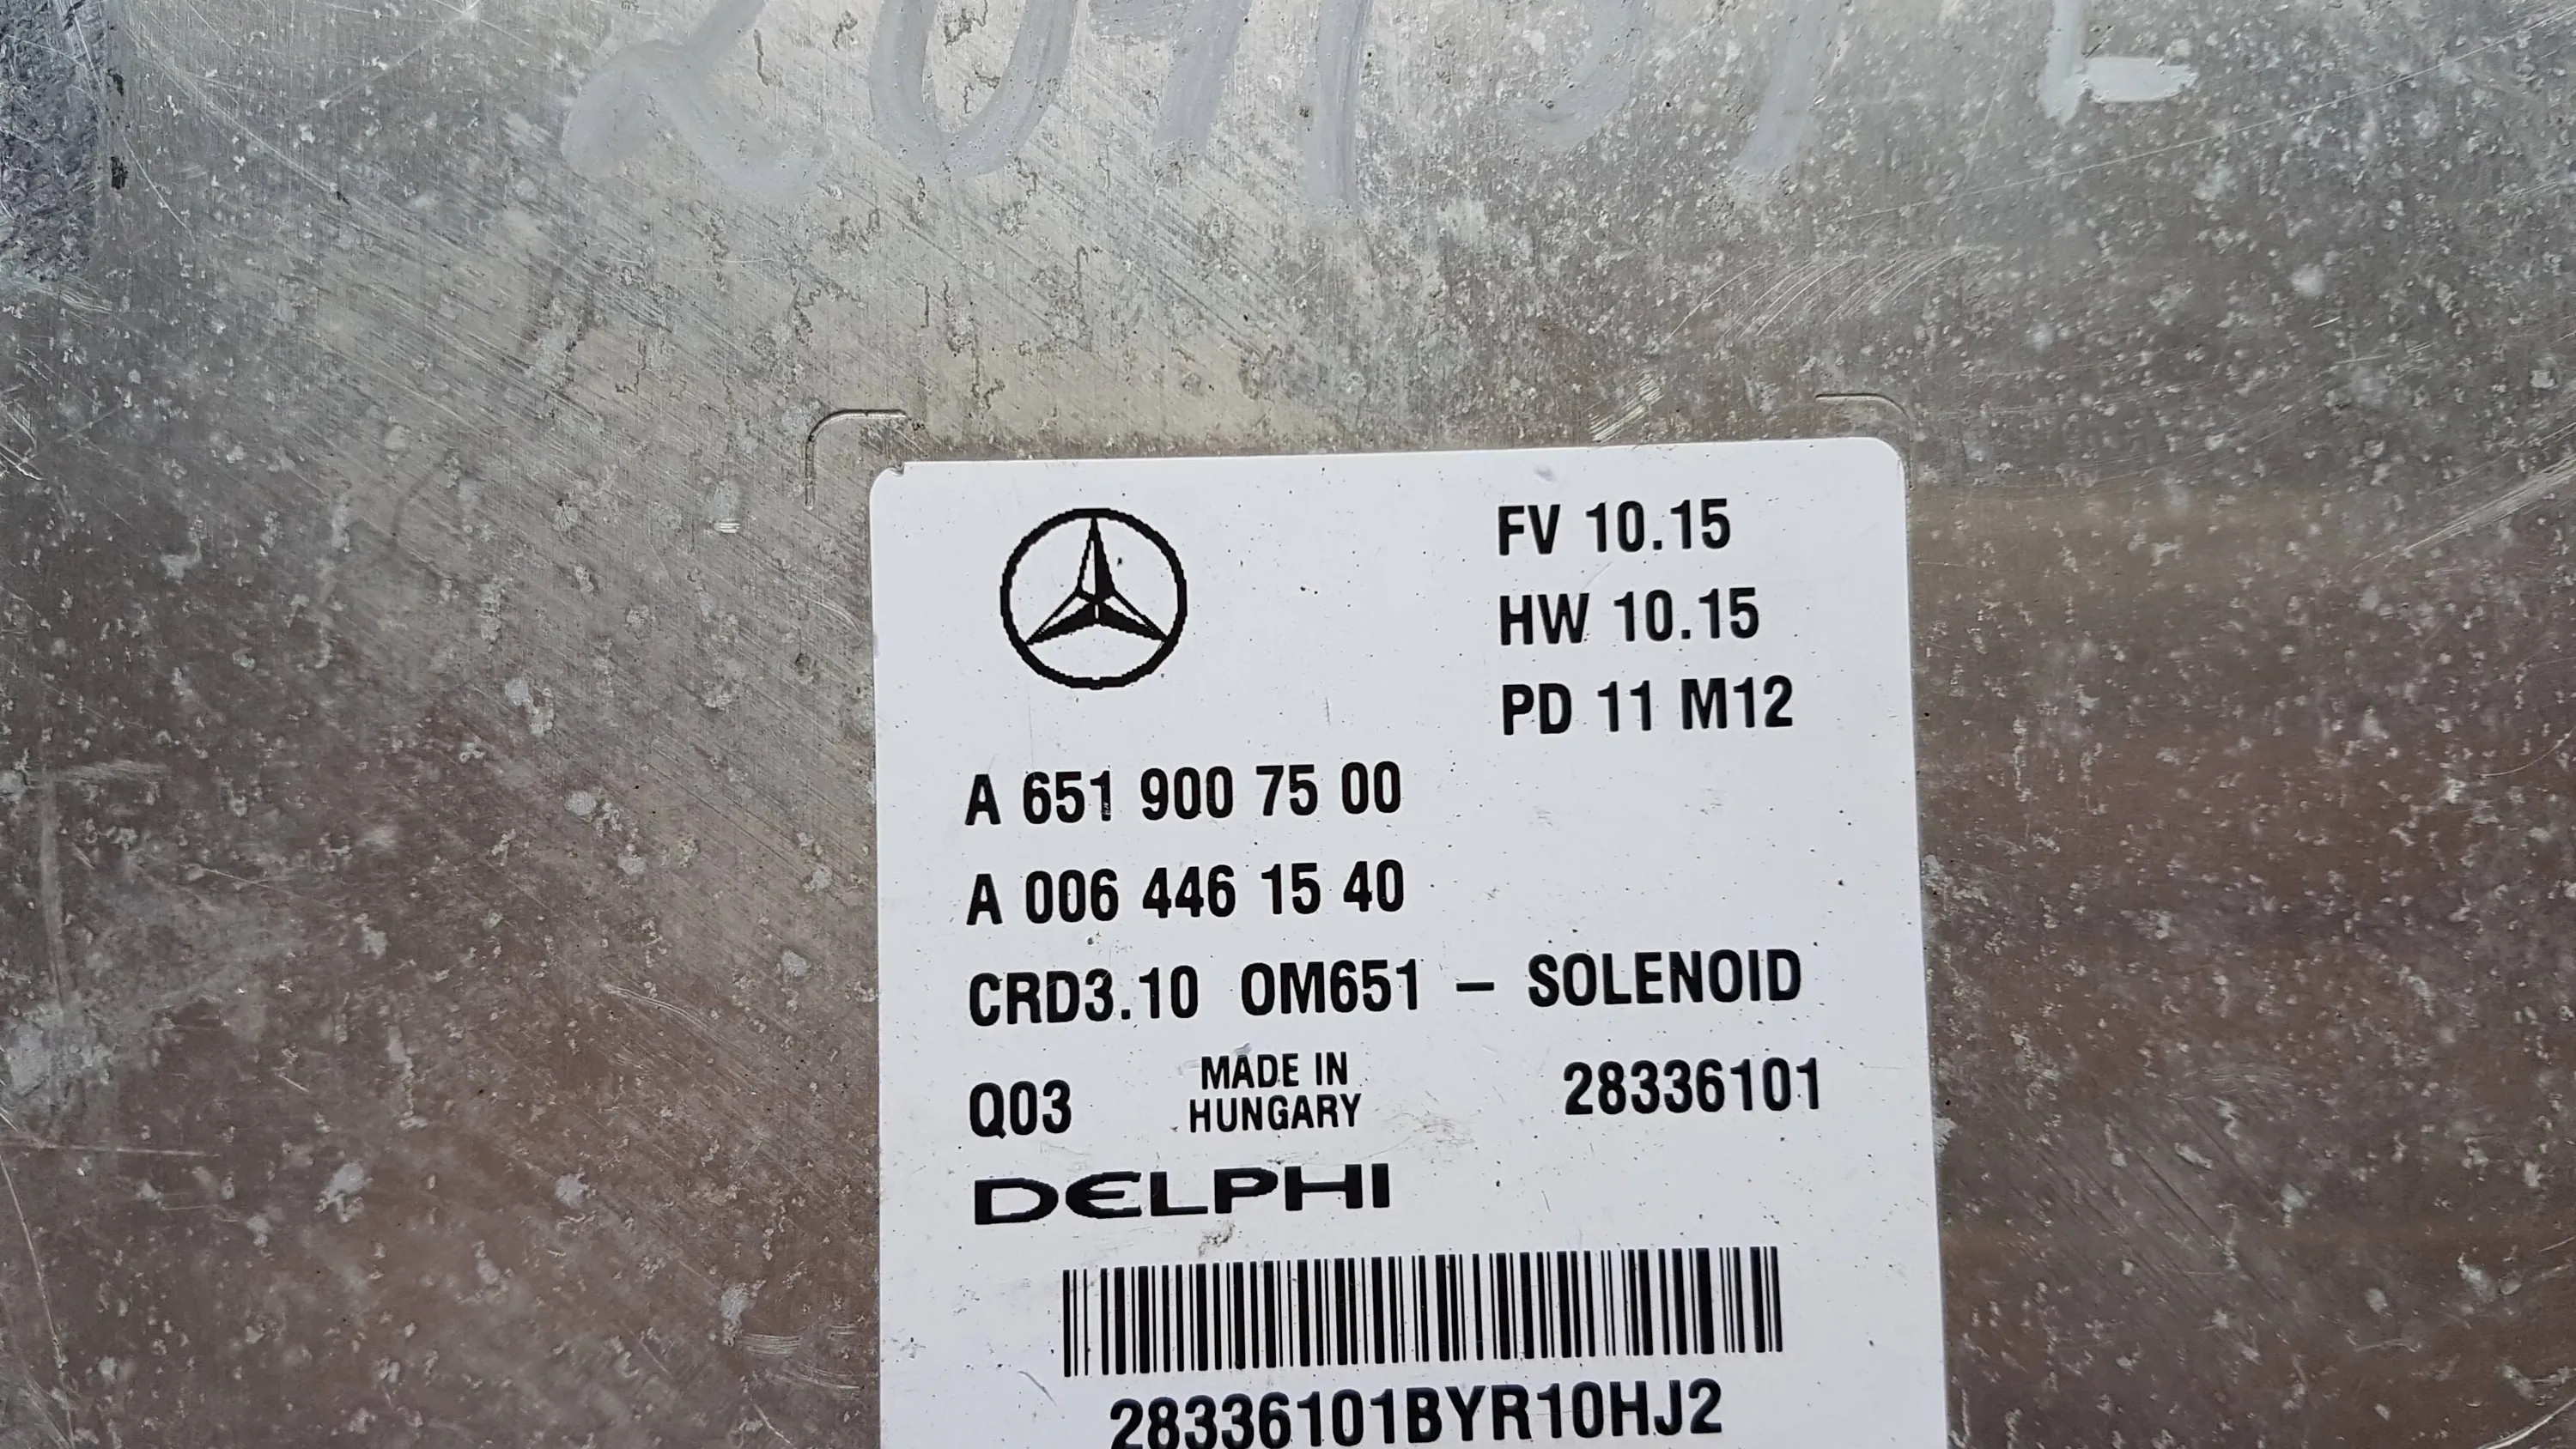 FV 10.15
HW 10.15
PD 11 M12
A 651 900 75 00
A 006 446 15 40
CRD3.10 OM651 – SOLENOID
Q03 MADE IN HUNGARY 28336101
DELPHI
28336101BYR10HJ2